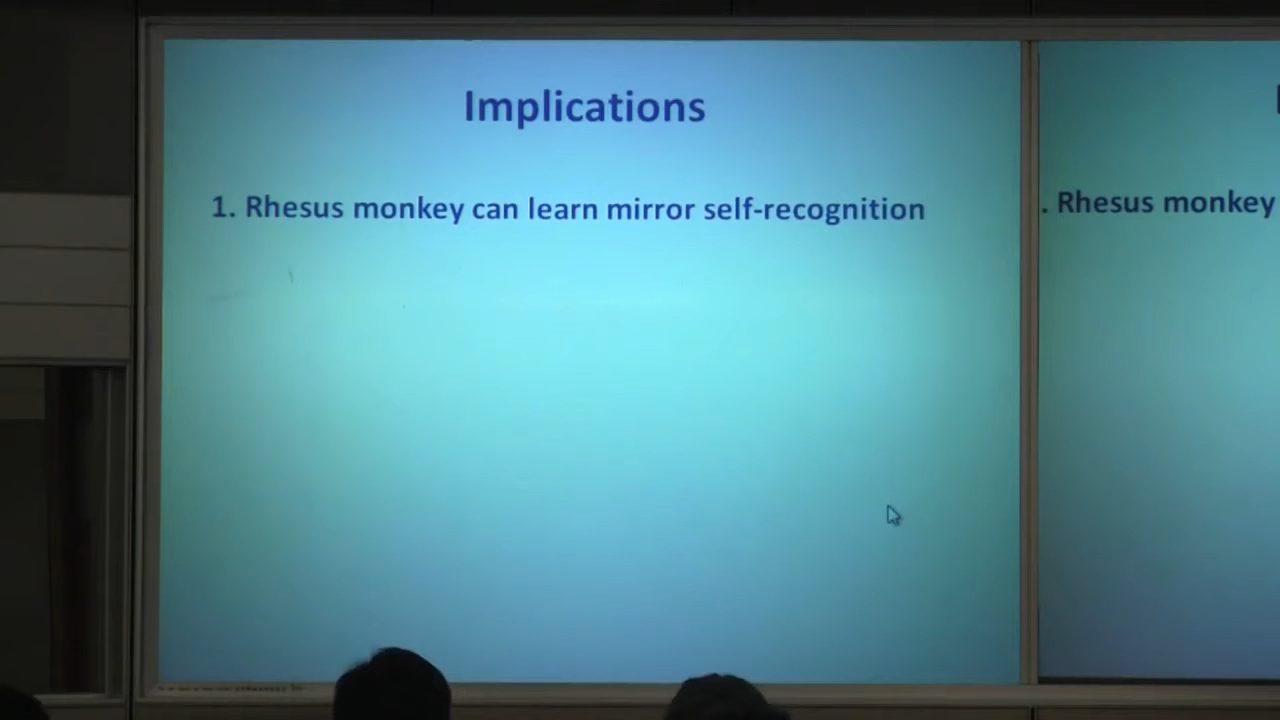 Implications
1. Rhesus monkey can learn mirror self-recognition
. Rhesus monkey